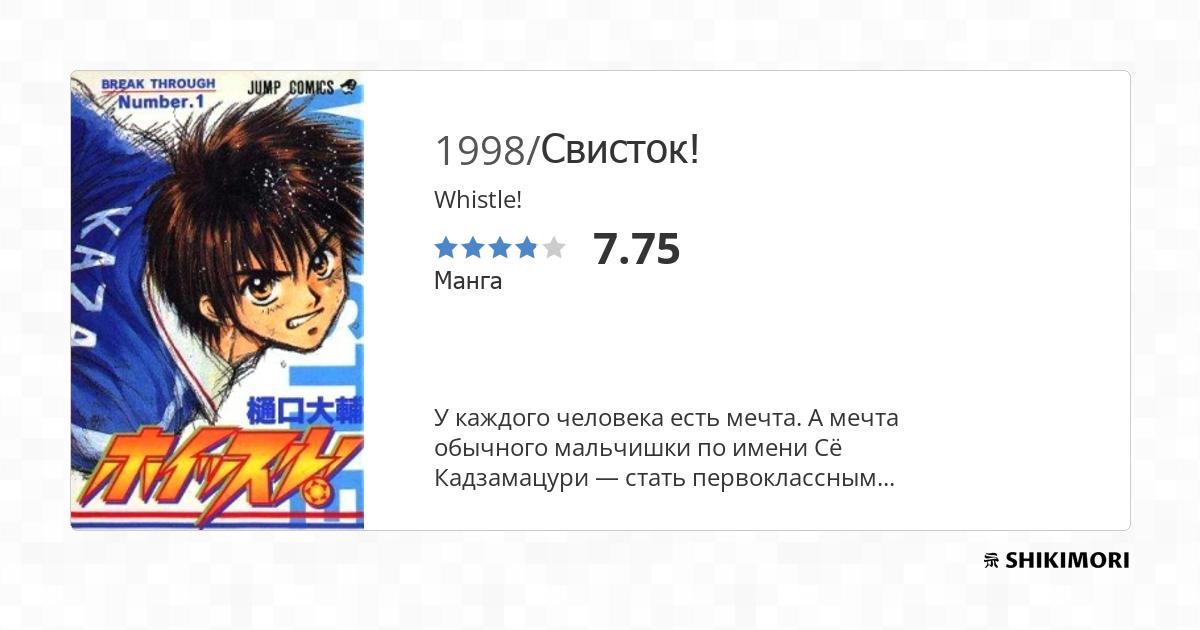 BREAK THROUGH
Number.1
JUMP COMICS
KAZA
樋口大輔
ホイッスル!
1998/Свисток!
Whistle!
7.75
Манга
У каждого человека есть мечта. А мечта
обычного мальчишки по имени Сё
Кадзамацури — стать первоклассным...
SHIKIMORI